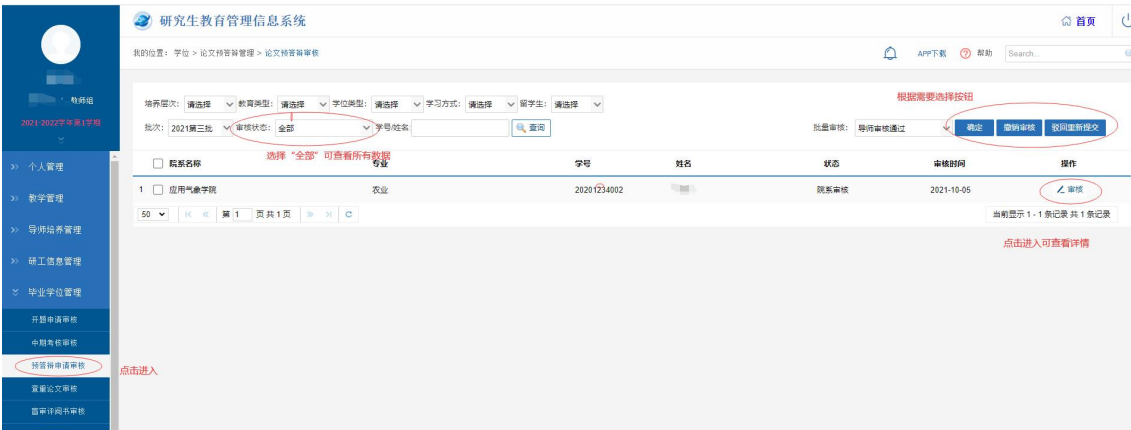 研究生教育管理信息系统
首页
我的位置: 学位 > 论文预答辩管理 > 论文预答辩审核
APP下载 帮助 Search...
教师组
2021-2022学年第1学期
根据需要选择按钮
培养层次: 请选择 教育类型: 请选择 学位类型: 请选择 学习方式: 请选择 留学生: 请选择
批次: 2021第三批 审核状态: 全部 学号/姓名 查询 批量审核: 导师审核通过 确定 撤销审核 驳回重新提交
选择“全部”可查看所有数据
院系名称 专业 学号 姓名 状态 审核时间 操作
1 应用气象学院 农业 20201234002 院系审核 2021-10-05 审核
50 第 1 页共1页 当前显示 1 - 1 条记录 共 1 条记录
点击进入可查看详情
个人管理
教学管理
导师培养管理
研工信息管理
毕业学位管理
开题申请审核
中期考核审核
预答辩申请审核
点击进入
查重论文审核
盲审评阅书审核